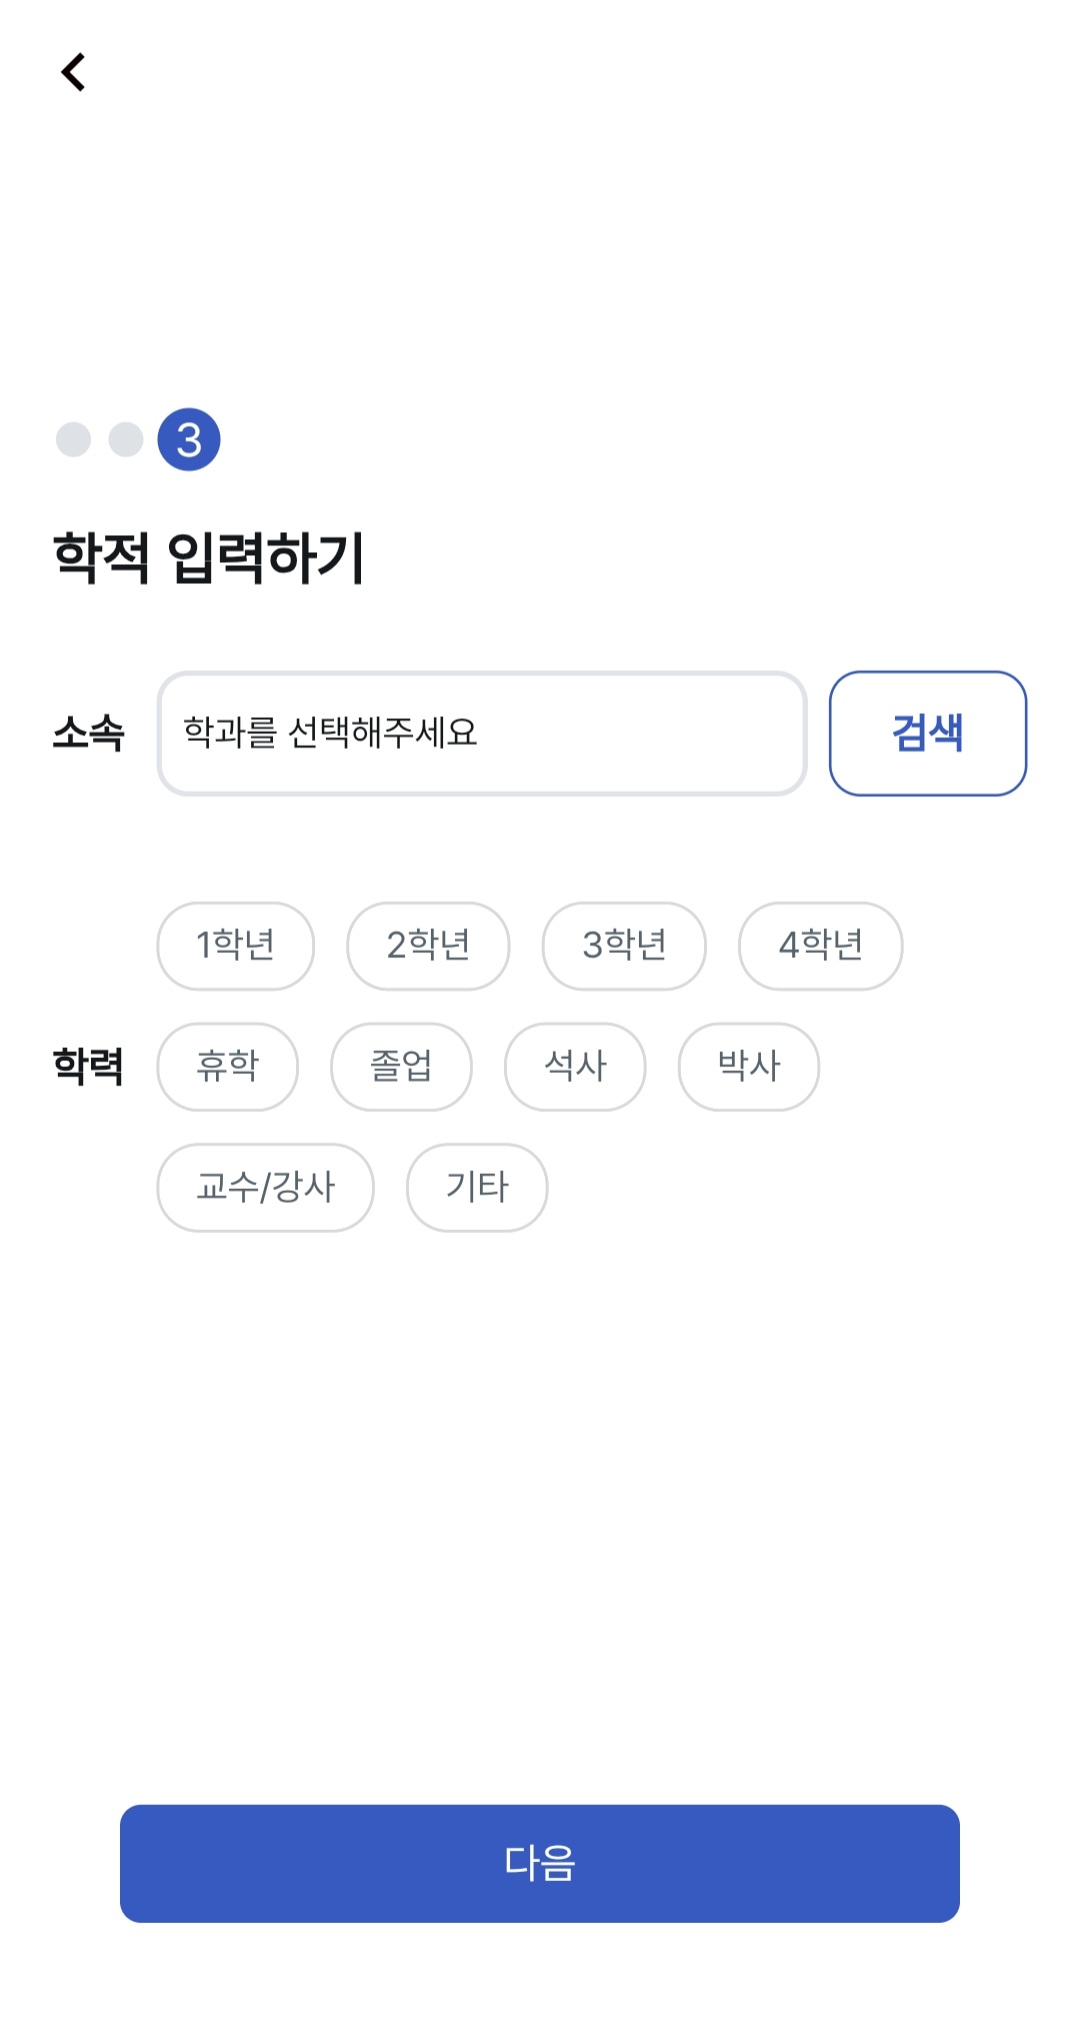 3
학적 입력하기
소속 학과를 선택해주세요 검색
1학년 2학년 3학년 4학년
학력 휴학 졸업 석사 박사
교수/강사 기타
다음